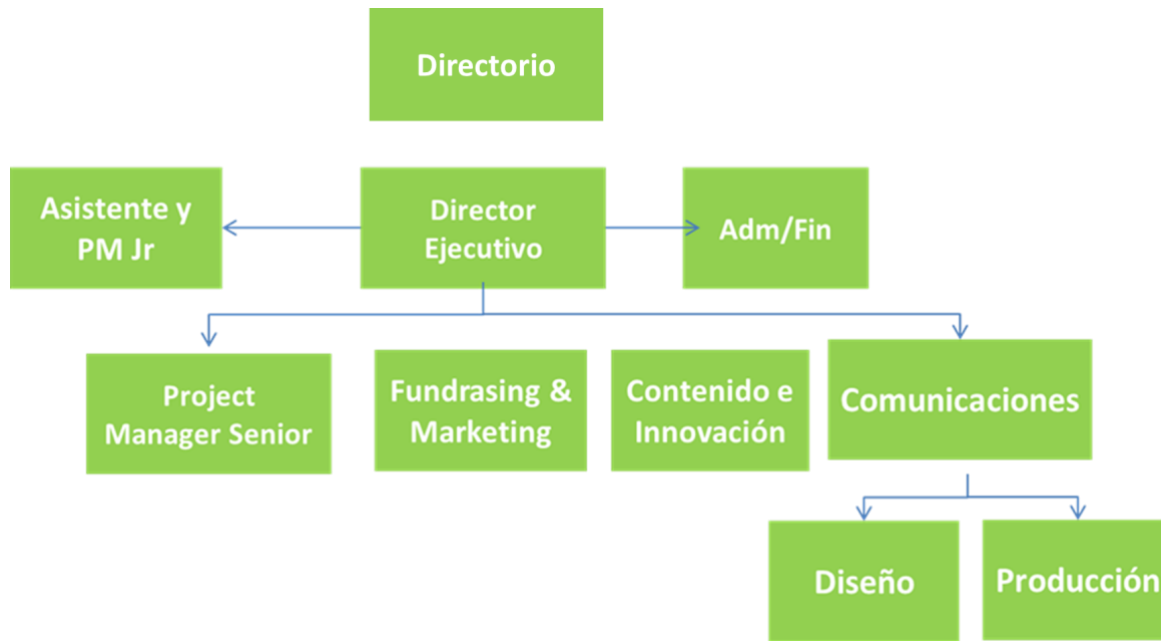 Directorio
Asistente y
PM Jr
Director
Ejecutivo
Adm/Fin
Project
Manager Senior
Fundrasing &
Marketing
Contenido e
Innovación
Comunicaciones
Diseño
Producción